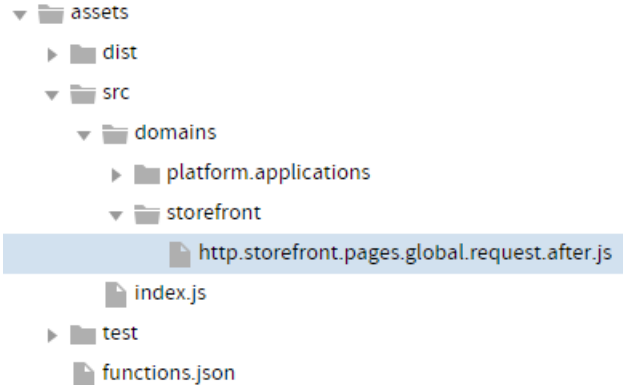 assets
dist
src
domains
platform.applications
storefront
http.storefront.pages.global.request.after.js
index.js
test
functions.json